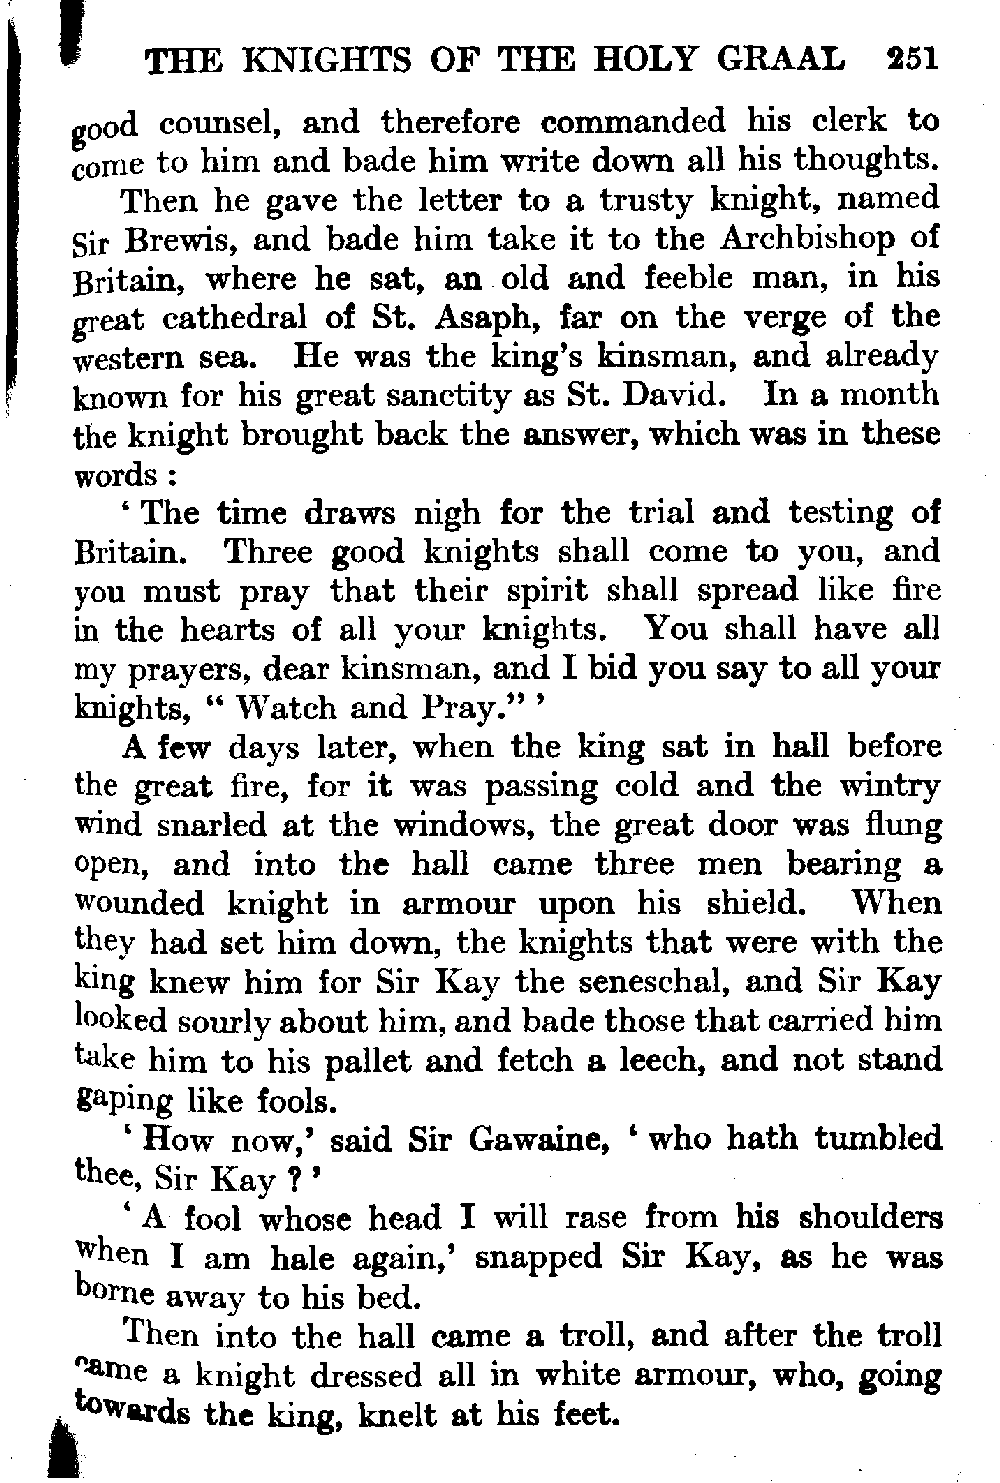 THE KNIGHTS OF THE HOLY GRAAL 251
good counsel, and therefore commanded his clerk to
come to him and bade him write down all his thoughts.
Then he gave the letter to a trusty knight, named
Sir Brewis, and bade him take it to the Archbishop of
Britain, where he sat, an old and feeble man, in his
great cathedral of St. Asaph, far on the verge of the
western sea. He was the king's kinsman, and already
known for his great sanctity as St. David. In a month
the knight brought back the answer, which was in these
words :
‘ The time draws nigh for the trial and testing of
Britain. Three good knights shall come to you, and
you must pray that their spirit shall spread like fire
in the hearts of all your knights. You shall have all
my prayers, dear kinsman, and I bid you say to all your
knights, “ Watch and Pray.” ’
A few days later, when the king sat in hall before
the great fire, for it was passing cold and the wintry
wind snarled at the windows, the great door was flung
open, and into the hall came three men bearing a
wounded knight in armour upon his shield. When
they had set him down, the knights that were with the
king knew him for Sir Kay the seneschal, and Sir Kay
looked sourly about him, and bade those that carried him
take him to his pallet and fetch a leech, and not stand
gaping like fools.
‘ How now,’ said Sir Gawaine, ‘ who hath tumbled
thee, Sir Kay ? ’
‘ A fool whose head I will rase from his shoulders
when I am hale again,’ snapped Sir Kay, as he was
borne away to his bed.
Then into the hall came a troll, and after the troll
came a knight dressed all in white armour, who, going
towards the king, knelt at his feet.